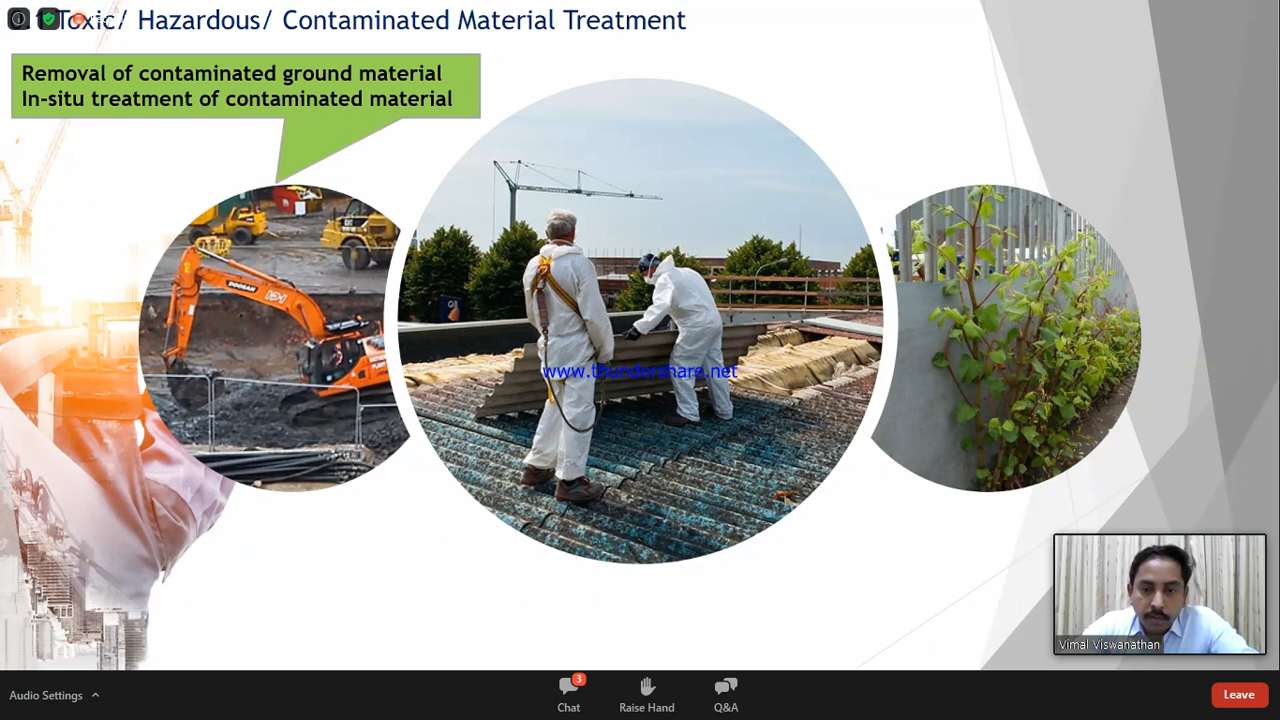 Toxic/ Hazardous/ Contaminated Material Treatment
Removal of contaminated ground material
In-situ treatment of contaminated material
DOOSAN
www.thundershare.net
Vimal Viswanathan
Audio Settings
3
Chat
Raise Hand
Q&A
Leave